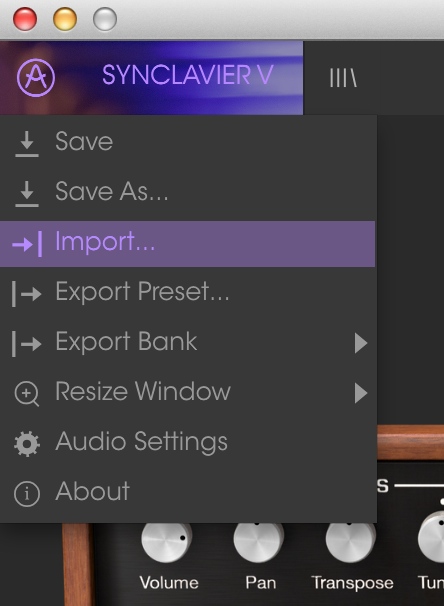 SYNCLAVIER V
Save
Save As...
Import...
Export Preset...
Export Bank
Resize Window
Audio Settings
About
S
Volume Pan Transpose Tun